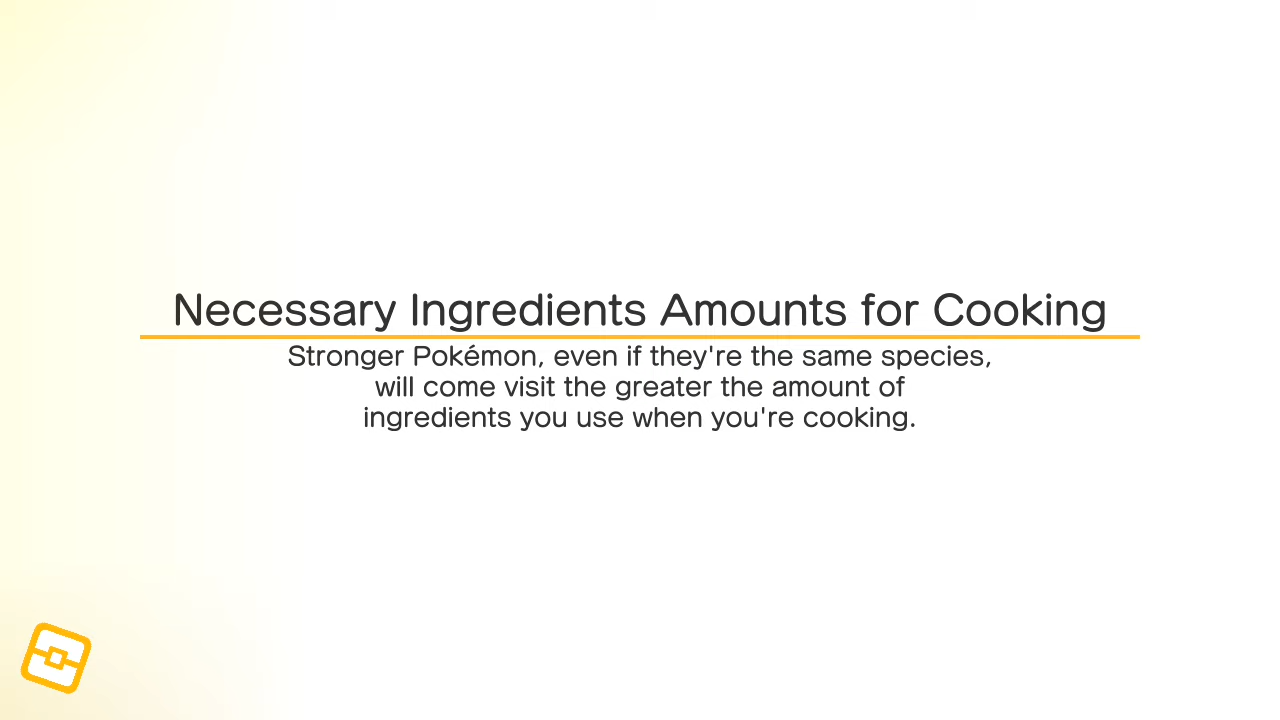 Necessary Ingredients Amounts for Cooking
Stronger Pokémon, even if they're the same species,
will come visit the greater the amount of
ingredients you use when you're cooking.